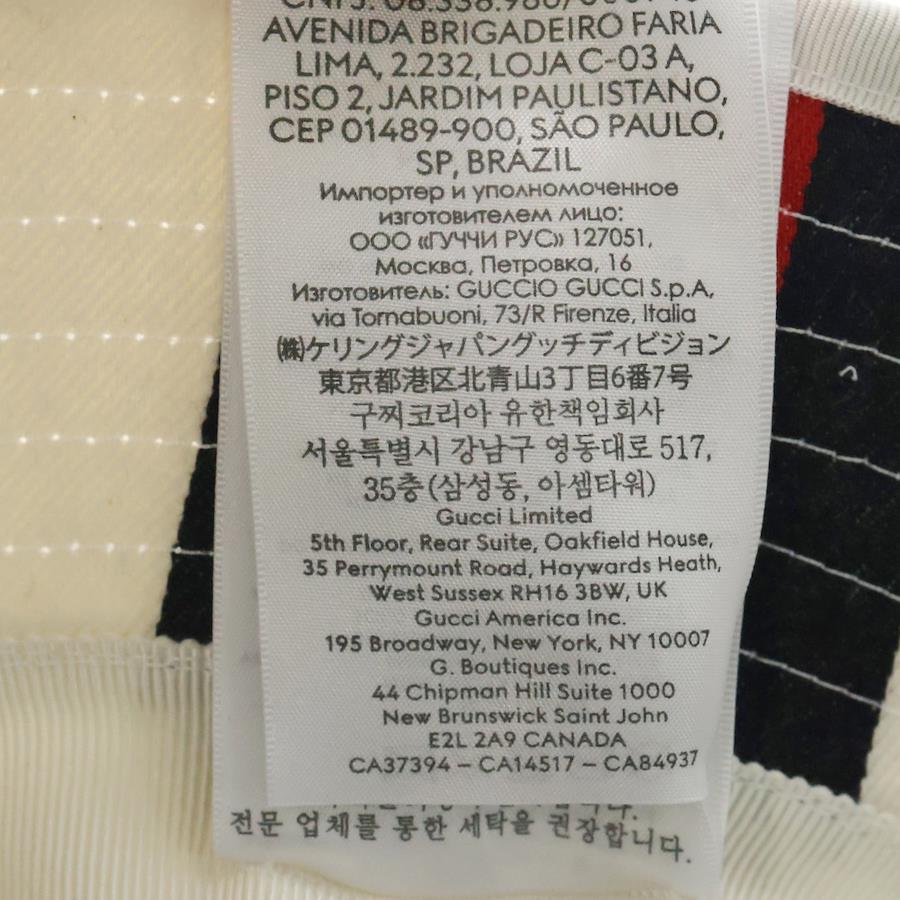 AVENIDA BRIGADEIRO FARIA
LIMA, 2.232, LOJA C-03 A,
PISO 2, JARDIM PAULISTANO,
CEP 01489-900, SÃO PAULO,
SP, BRAZIL
Импортер и уполномоченное
изготовителем лицо:
ООО «ГУЧЧИ РУС» 127051,
Москва, Петровка, 16
Изготовитель: GUCCIO GUCCI S.p.A,
via Tornabuoni, 73/R Firenze, Italia
㈱ケリングジャパングッチディビジョン
東京都港区北青山3丁目6番7号
구찌코리아 유한책임회사
서울특별시 강남구 영동대로 517,
35층(삼성동, 아셈타워)
Gucci Limited
5th Floor, Rear Suite, Oakfield House,
35 Perrymount Road, Haywards Heath,
West Sussex RH16 3BW, UK
Gucci America Inc.
195 Broadway, New York, NY 10007
G. Boutiques Inc.
44 Chipman Hill Suite 1000
New Brunswick Saint John
E2L 2A9 CANADA
CA37394 – CA14517 – CA84937
전문 업체를 통한 세탁을 권장합니다.